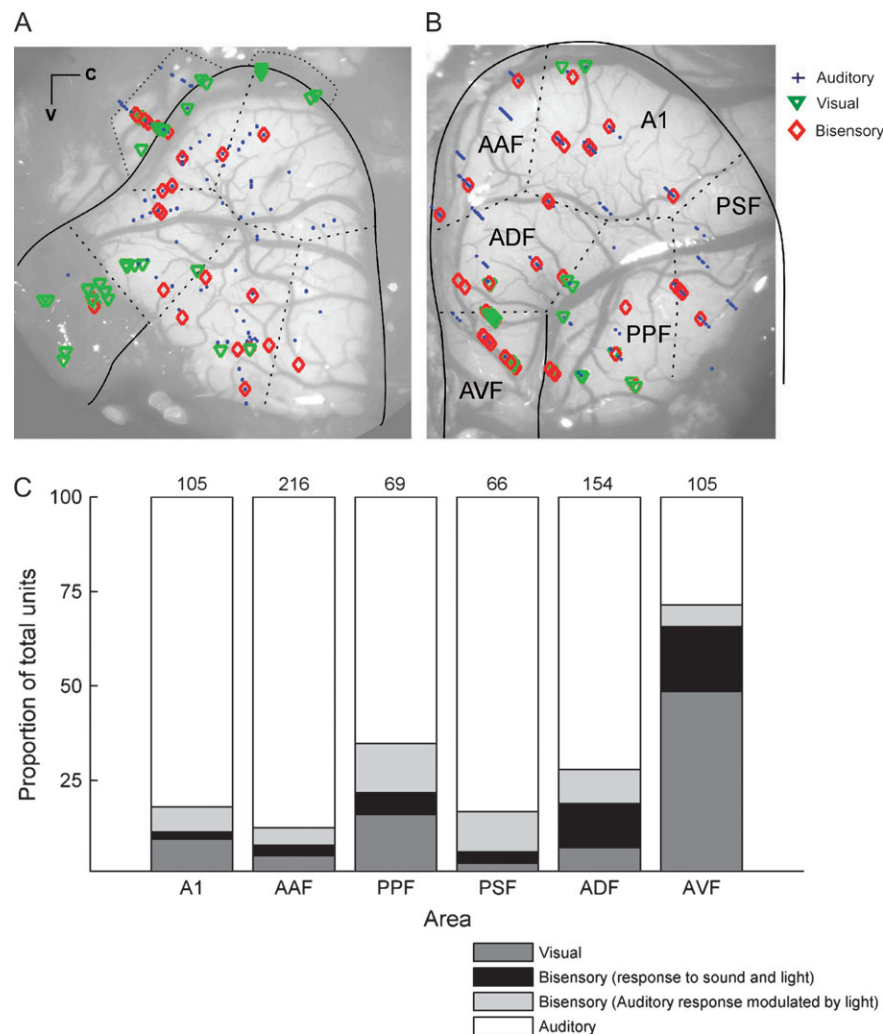 A
C
V
B
AAF
A1
PSF
ADF
PPF
AVF
Auditory
Visual
Bisensory
C
Proportion of total units
100
75
50
25
105
216
69
66
154
105
A1
AAF
PPF
PSF
ADF
AVF
Area
Visual
Bisensory (response to sound and light)
Bisensory (Auditory response modulated by light)
Auditory